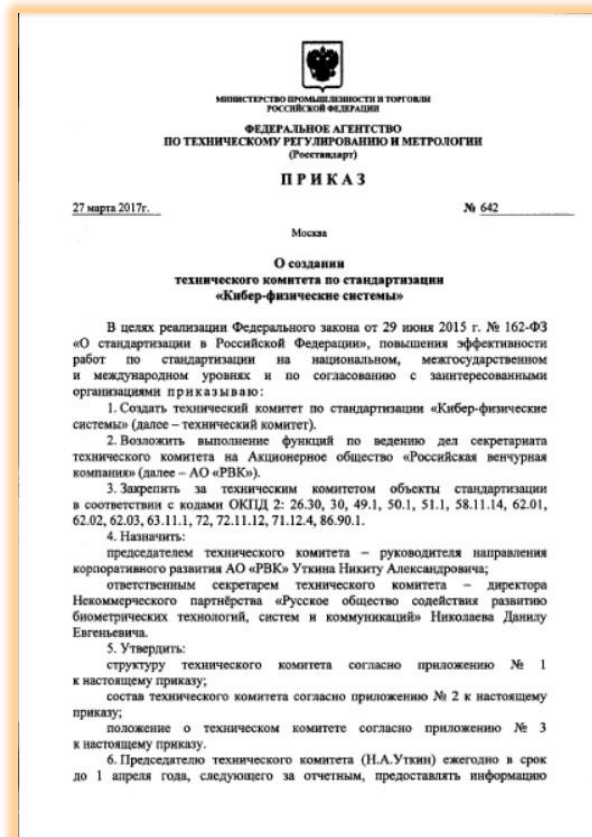 МИНИСТЕРСТВО ПРОМЫШЛЕННОСТИ И ТОРГОВЛИ
РОССИЙСКОЙ ФЕДЕРАЦИИ
ФЕДЕРАЛЬНОЕ АГЕНТСТВО
ПО ТЕХНИЧЕСКОМУ РЕГУЛИРОВАНИЮ И МЕТРОЛОГИИ
(Росстандарт)
ПРИКАЗ
27 марта 2017г. № 642
Москва
О создании
технического комитета по стандартизации
«Кибер-физические системы»
В целях реализации Федерального закона от 29 июня 2015 г. № 162-ФЗ
«О стандартизации в Российской Федерации», повышения эффективности
работ по стандартизации на национальном, межгосударственном
и международном уровнях и по согласованию с заинтересованными
организациями приказываю:
1. Создать технический комитет по стандартизации «Кибер-физические
системы» (далее – технический комитет).
2. Возложить выполнение функций по ведению дел секретариата
технического комитета на Акционерное общество «Российская венчурная
компания» (далее – АО «РВК»).
3. Закрепить за техническим комитетом объекты стандартизации
в соответствии с кодами ОКПД 2: 26.30, 30, 49.1, 50.1, 51.1, 58.11.14, 62.01,
62.02, 62.03, 63.11.1, 72, 72.11.12, 71.12.4, 86.90.1.
4. Назначить:
председателем технического комитета – руководителя направления
корпоративного развития АО «РВК» Уткина Никиту Александровича;
ответственным секретарем технического комитета – директора
Некоммерческого партнёрства «Русское общество содействия развитию
биометрических технологий, систем и коммуникаций» Николаева Данилу
Евгеньевича.
5. Утвердить:
структуру технического комитета согласно приложению № 1
к настоящему приказу;
состав технического комитета согласно приложению № 2 к настоящему
приказу;
положение о техническом комитете согласно приложению № 3
к настоящему приказу.
6. Председателю технического комитета (Н.А.Уткин) ежегодно в срок
до 1 апреля года, следующего за отчетным, предоставлять информацию